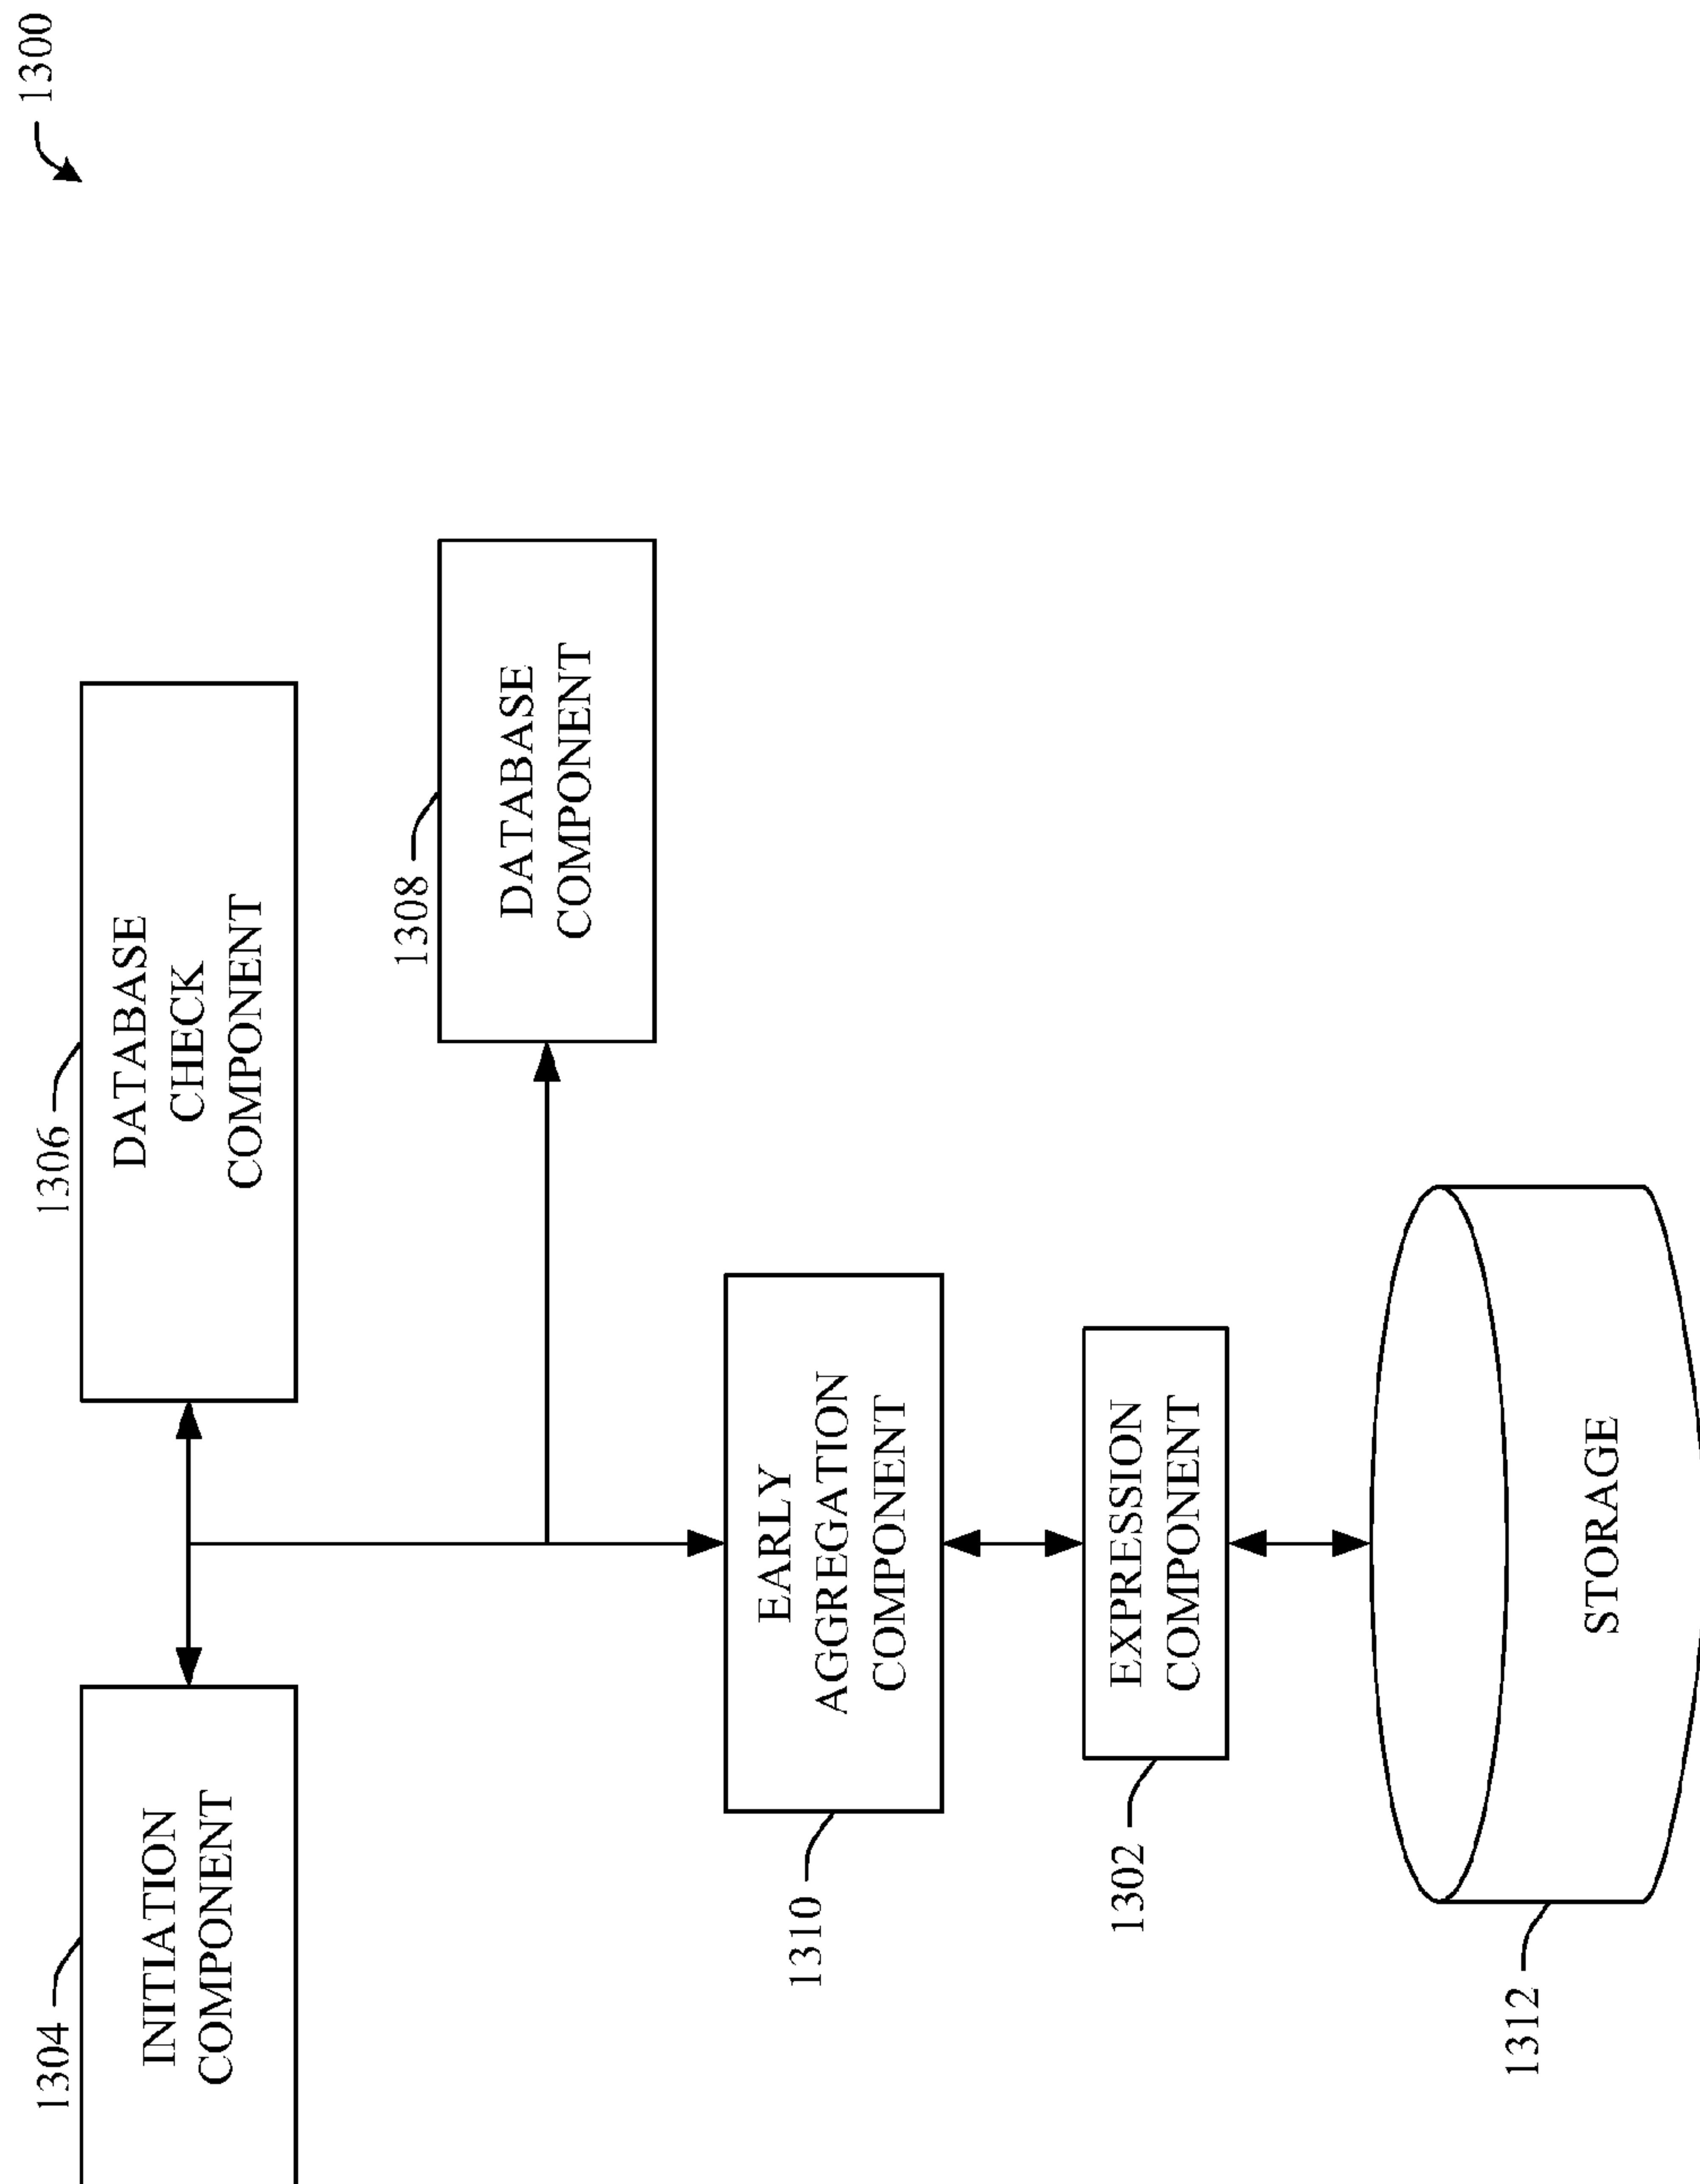 1300
1304
INITIATION
COMPONENT
1306
DATABASE
CHECK
COMPONENT
1308
DATABASE
COMPONENT
1310
EARLY
AGGREGATION
COMPONENT
1302
EXPRESSION
COMPONENT
1312
STORAGE